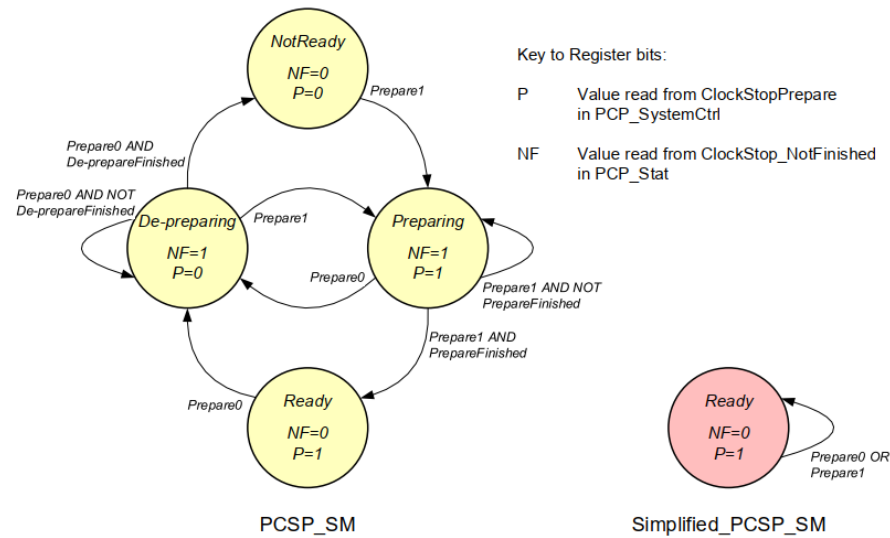 NotReady
NF=0
P=0
Prepare1
Key to Register bits:
P Value read from ClockStopPrepare
in PCP_SystemCtrl
NF Value read from ClockStop_NotFinished
in PCP_Stat
Prepare0 AND
De-prepareFinished
Prepare0 AND NOT
De-prepareFinished
De-preparing
NF=1
P=0
Prepare1
Prepare0
Preparing
NF=1
P=1
Prepare1 AND NOT
PrepareFinished
Prepare1 AND
PrepareFinished
Prepare0
Ready
NF=0
P=1
PCSP_SM
Ready
NF=0
P=1
Prepare0 OR
Prepare1
Simplified_PCSP_SM